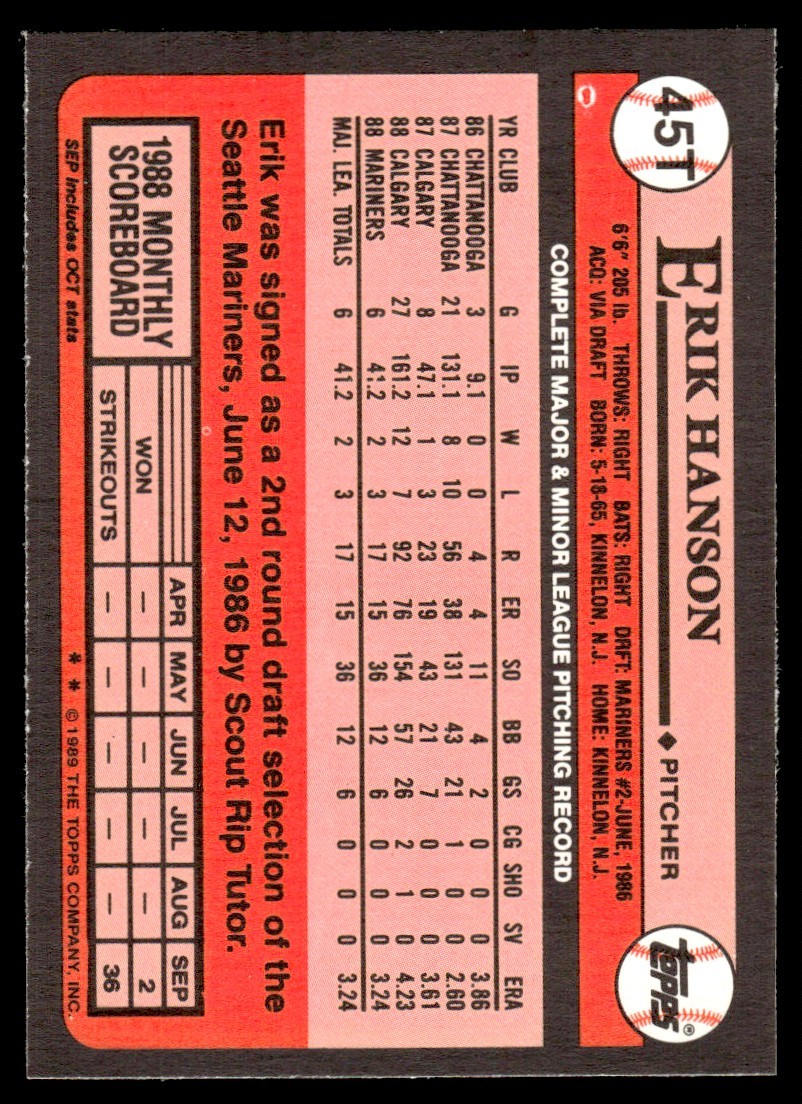 45T
ERIK HANSON ♦ PITCHER
topps®
6'6" 205 lb. THROWS: RIGHT BATS: RIGHT DRFT: MARINERS #2-JUNE, 1986
ACQ: VIA DRAFT BORN: 5-18-65, KINNELON, N.J. HOME: KINNELON, N.J.
COMPLETE MAJOR & MINOR LEAGUE PITCHING RECORD
YR CLUB G IP W L R ER SO BB GS CG SHO SV ERA
86 CHATTANOOGA 3 9.1 0 0 4 4 11 4 2 0 0 0 3.86
87 CHATTANOOGA 21 131.1 8 10 56 38 131 43 21 1 0 0 2.60
87 CALGARY 8 47.1 1 3 23 19 43 21 7 0 0 0 3.61
88 CALGARY 27 161.2 12 7 92 76 154 57 26 2 1 0 4.23
88 MARINERS 6 41.2 2 3 17 15 36 12 6 0 0 0 3.24
MAJ. LEA. TOTALS 6 41.2 2 3 17 15 36 12 6 0 0 0 3.24
Erik was signed as a 2nd round draft selection of the
Seattle Mariners, June 12, 1986 by Scout Rip Tutor.
1988 MONTHLY
SCOREBOARD
APR MAY JUN JUL AUG SEP
WON — — — — — 2
STRIKEOUTS — — — — — 36
SEP includes OCT stats
* * © 1989 THE TOPPS COMPANY, INC.